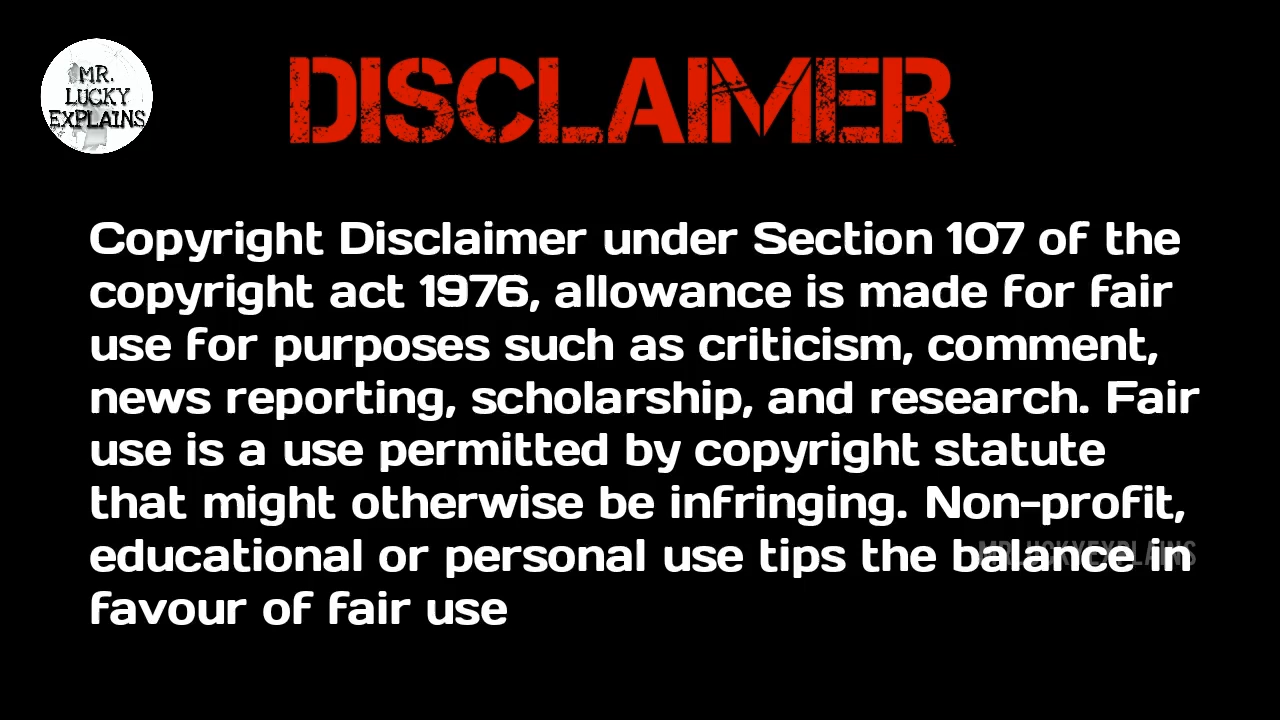 MR.
LUCKY
EXPLAINS
DISCLAIMER
Copyright Disclaimer under Section 107 of the
copyright act 1976, allowance is made for fair
use for purposes such as criticism, comment,
news reporting, scholarship, and research. Fair
use is a use permitted by copyright statute
that might otherwise be infringing. Non-profit,
educational or personal use tips the balance in
favour of fair use
MR.LUCKYEXPLAINS